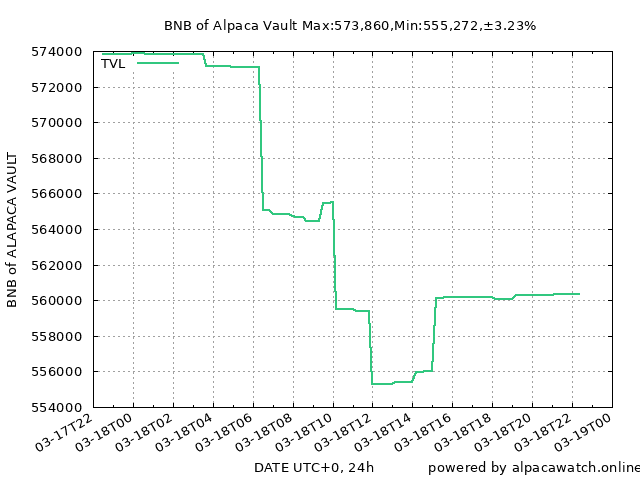 BNB of Alpaca Vault Max:573,860,Min:555,272,±3.23%
TVL
574000
572000
570000
568000
566000
564000
562000
560000
558000
556000
554000
BNB of ALAPACA VAULT
03-17T22
03-18T00
03-18T02
03-18T04
03-18T06
03-18T08
03-18T10
03-18T12
03-18T14
03-18T16
03-18T18
03-18T20
03-18T22
03-19T00
DATE UTC+0, 24h
powered by alpacawatch.online